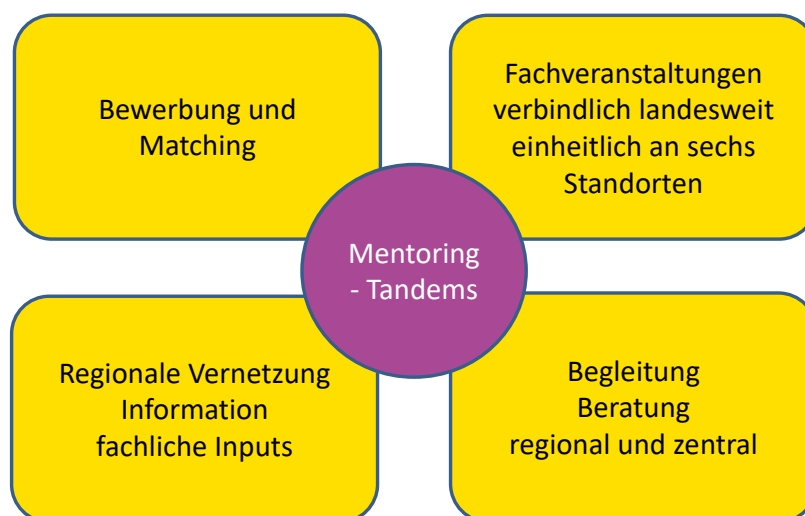 Bewerbung und
Matching
Fachveranstaltungen
verbindlich landesweit
einheitlich an sechs
Standorten
Mentoring
- Tandems
Regionale Vernetzung
Information
fachliche Inputs
Begleitung
Beratung
regional und zentral